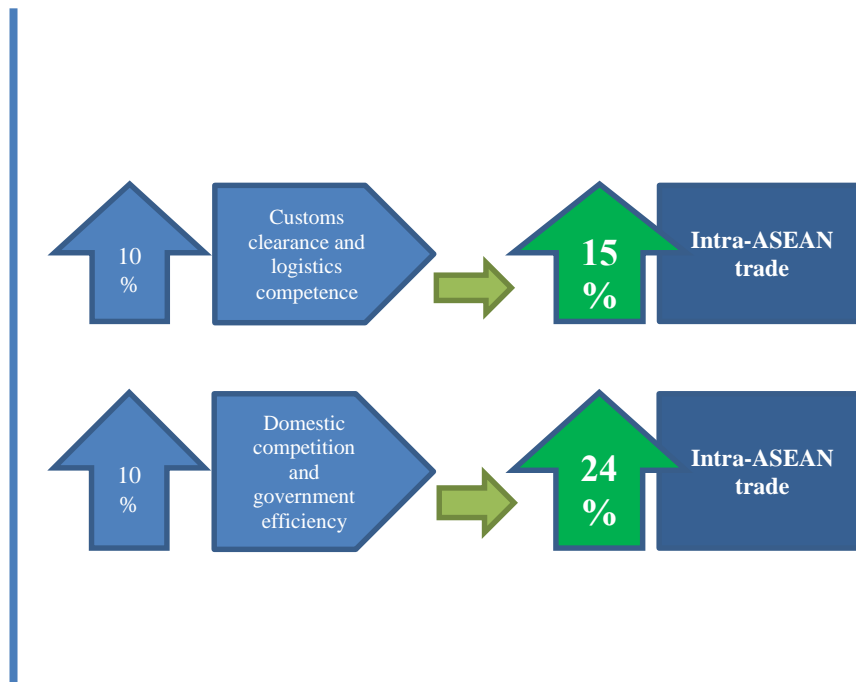 10
%
Customs
clearance and
logistics
competence
15
%
Intra-ASEAN
trade
10
%
Domestic
competition
and
government
efficiency
24
%
Intra-ASEAN
trade